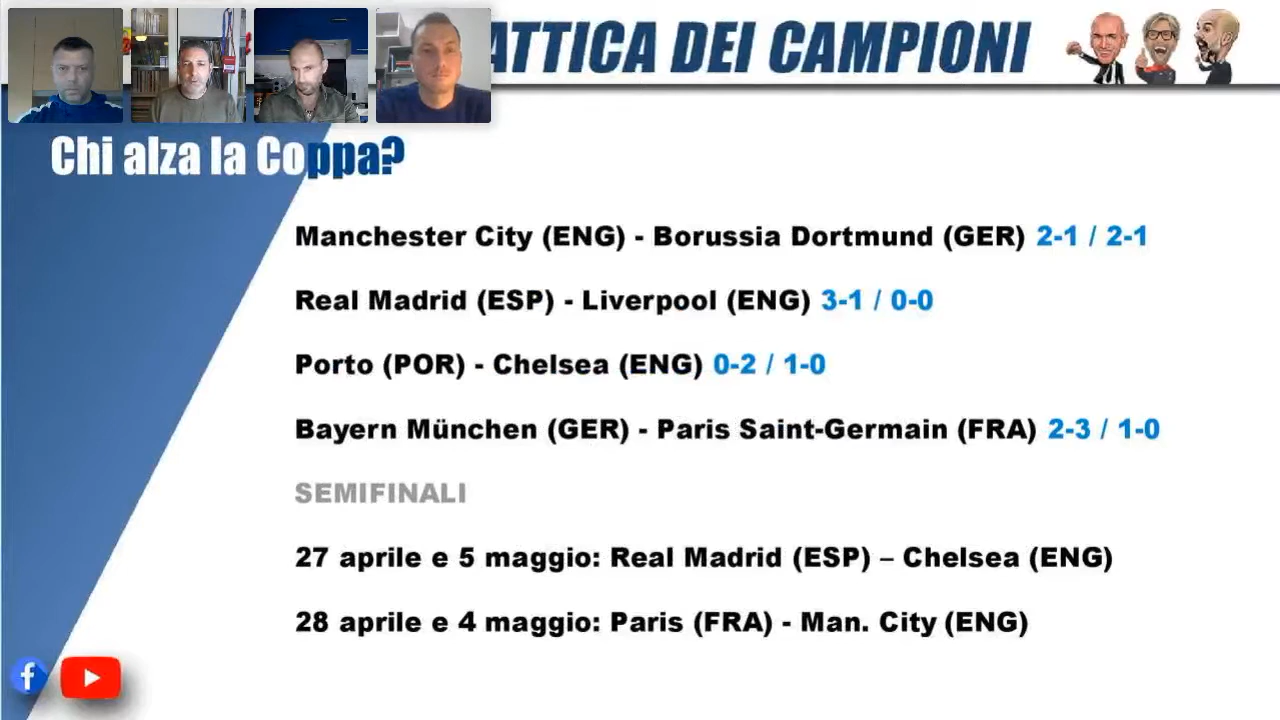 ATTICA DEI CAMPIONI
Chi alza la Coppa?
Manchester City (ENG) - Borussia Dortmund (GER) 2-1 / 2-1
Real Madrid (ESP) - Liverpool (ENG) 3-1 / 0-0
Porto (POR) - Chelsea (ENG) 0-2 / 1-0
Bayern München (GER) - Paris Saint-Germain (FRA) 2-3 / 1-0
SEMIFINALI
27 aprile e 5 maggio: Real Madrid (ESP) – Chelsea (ENG)
28 aprile e 4 maggio: Paris (FRA) - Man. City (ENG)